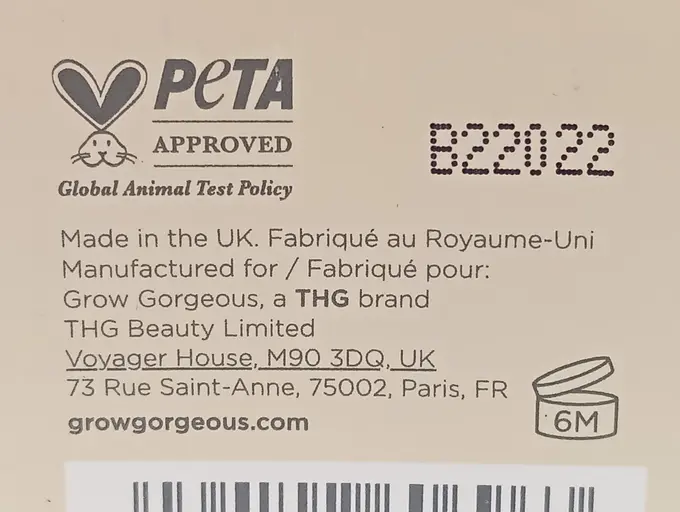 PETA
APPROVED
Global Animal Test Policy
B22022
Made in the UK. Fabriqué au Royaume-Uni
Manufactured for / Fabriqué pour:
Grow Gorgeous, a THG brand
THG Beauty Limited
Voyager House, M90 3DQ, UK
73 Rue Saint-Anne, 75002, Paris, FR
growgorgeous.com
6M